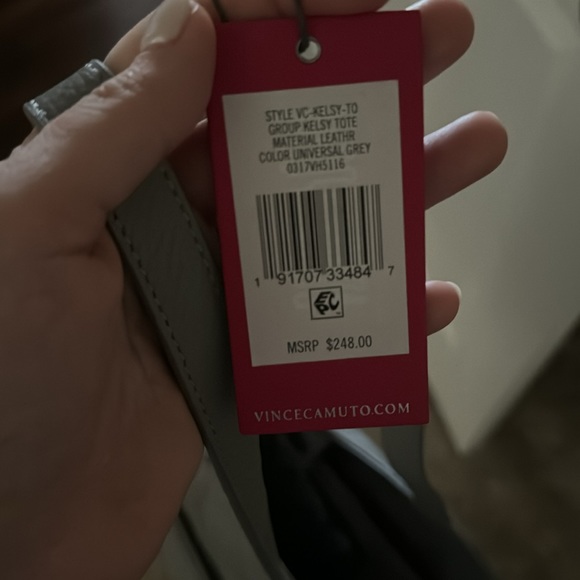 STYLE VC-KELSY-TO
GROUP KELSY TOTE
MATERIAL LEATHR
COLOR UNIVERSAL GREY
0317VH5116
1 91707 33484 7
EPC
MSRP $248.00
VINCECAMUTO.COM